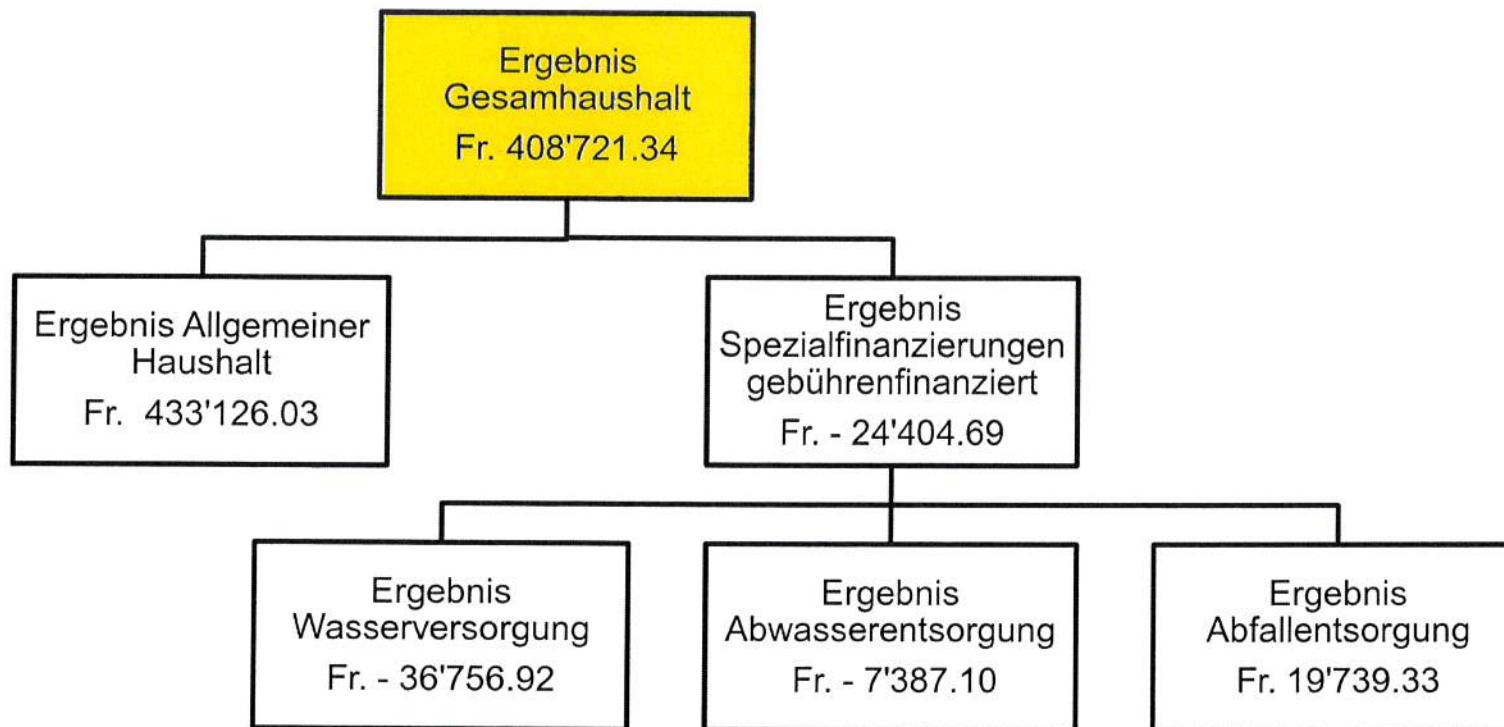 Ergebnis
Gesamhaushalt
Fr. 408'721.34
Ergebnis Allgemeiner
Haushalt
Fr. 433'126.03
Ergebnis
Spezialfinanzierungen
gebührenfinanziert
Fr. - 24'404.69
Ergebnis
Wasserversorgung
Fr. - 36'756.92
Ergebnis
Abwasserentsorgung
Fr. - 7'387.10
Ergebnis
Abfallentsorgung
Fr. 19'739.33